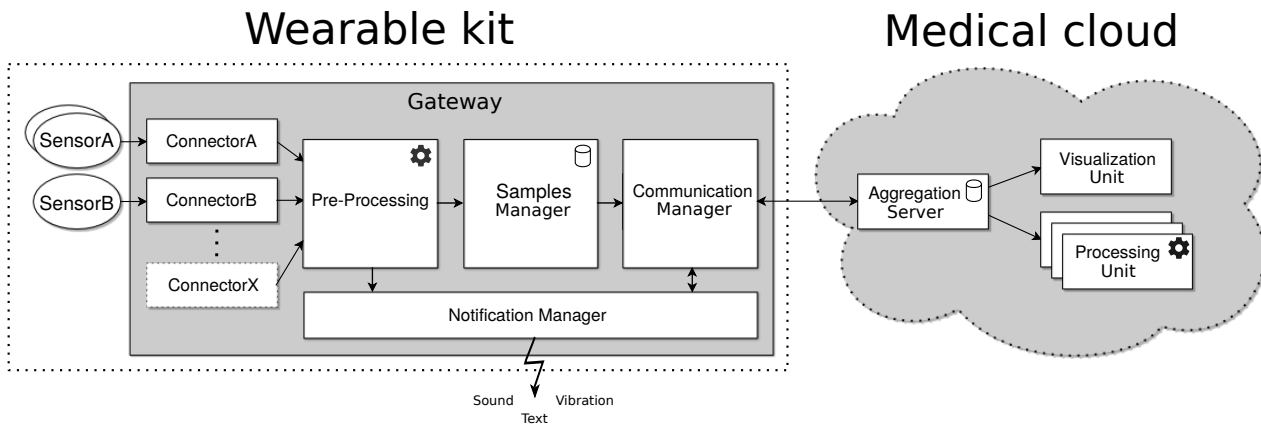 Wearable kit
Medical cloud
Gateway
SensorA
ConnectorA
SensorB
ConnectorB
ConnectorX
Pre-Processing
Samples
Manager
Communication
Manager
Notification Manager
Sound
Vibration
Text
Aggregation
Server
Visualization
Unit
Processing
Unit